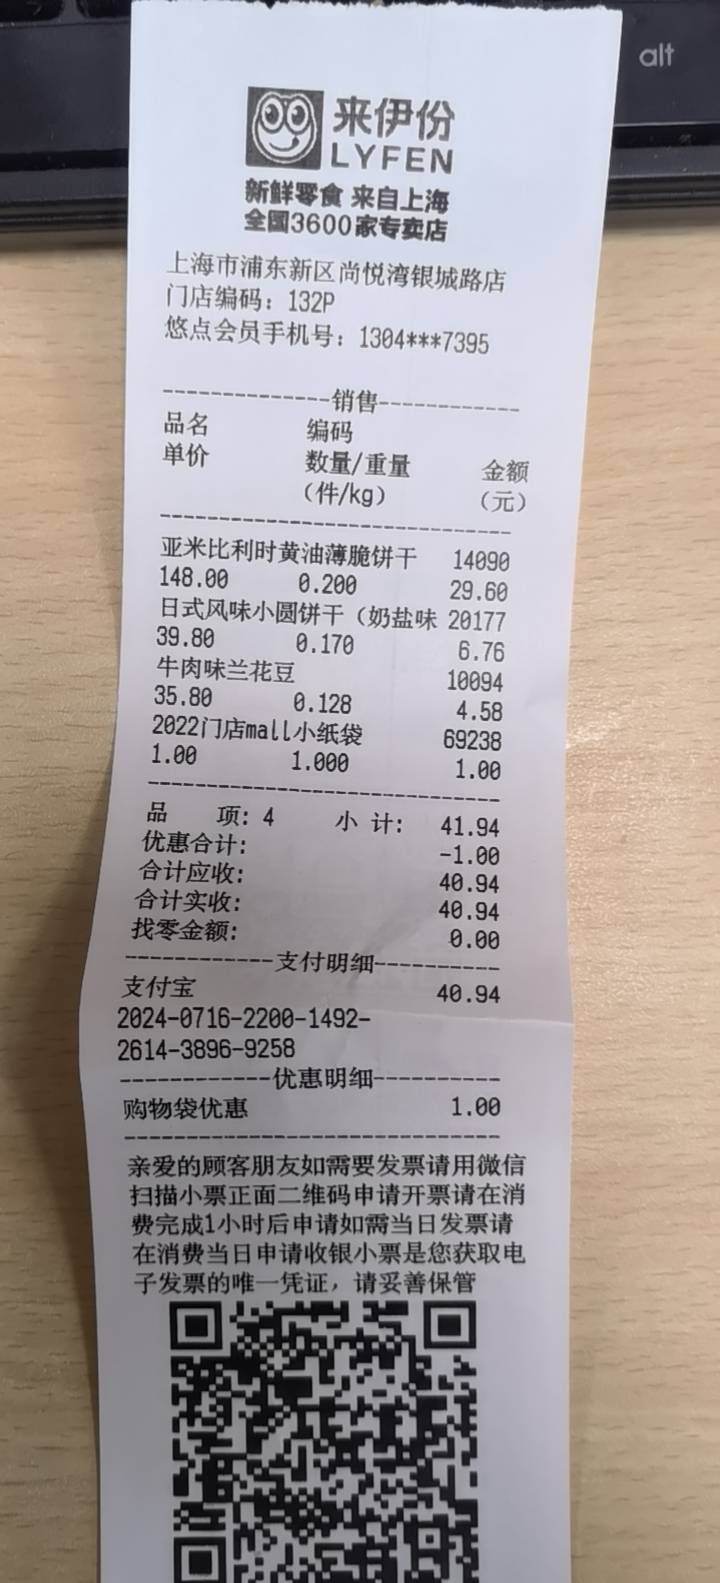 alt
来伊份
LYFEN
新鲜零食 来自上海
全国3600家专卖店
上海市浦东新区尚悦湾银城路店
门店编码：132P
悠点会员手机号：1304***7395
--------------销售------------
品名 编码
单价 数量/重量 金额
（件/kg） （元）
------------------------------
亚米比利时黄油薄脆饼干 14090
148.00 0.200 29.60
日式风味小圆饼干（奶盐味 20177
39.80 0.170 6.76
牛肉味兰花豆 10094
35.80 0.128 4.58
2022门店mall小纸袋 69238
1.00 1.000 1.00
------------------------------
品 项: 4 小 计: 41.94
优惠合计: -1.00
合计应收: 40.94
合计实收: 40.94
找零金额: 0.00
------------支付明细----------
支付宝 40.94
2024-0716-2200-1492-
2614-3896-9258
------------优惠明细----------
购物袋优惠 1.00
------------------------------
亲爱的顾客朋友如需要发票请用微信
扫描小票正面二维码申请开票请在消
费完成1小时后申请如需当日发票请
在消费当日申请收银小票是您获取电
子发票的唯一凭证，请妥善保管